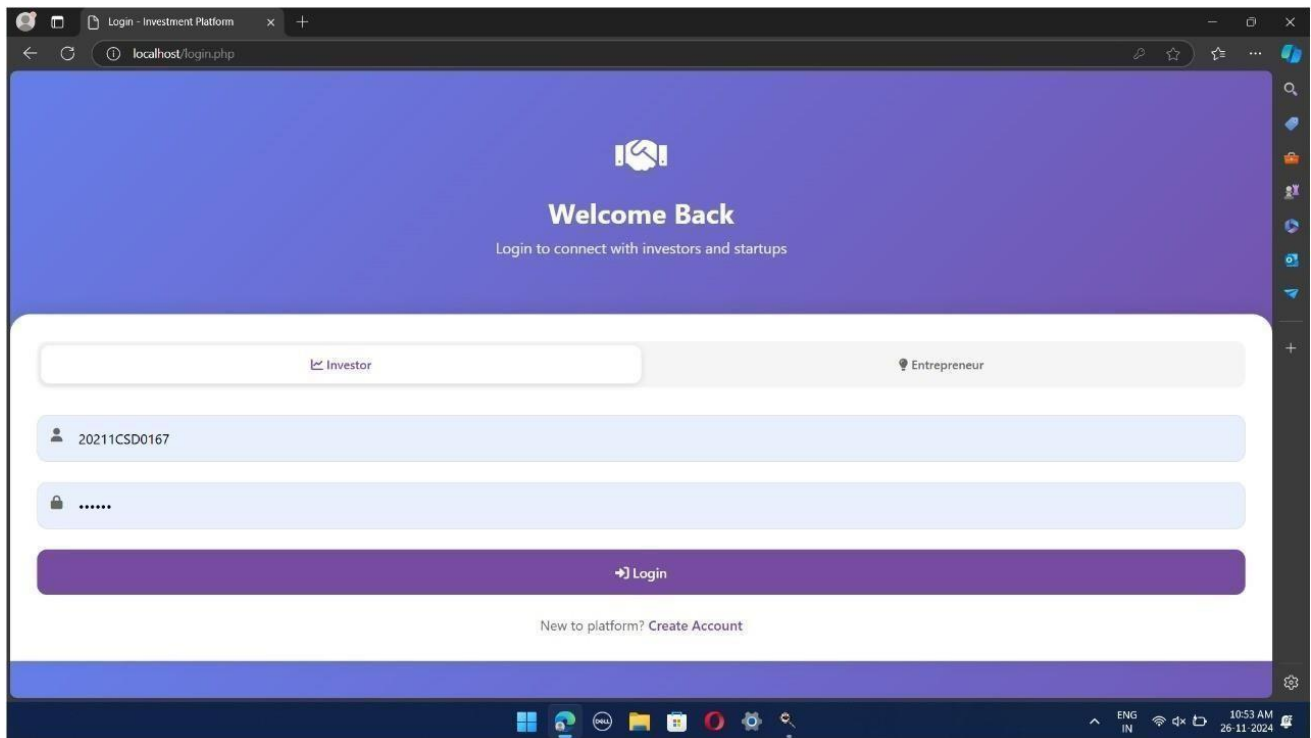 Login - Investment Platform
localhost/login.php
Welcome Back
Login to connect with investors and startups
Investor
Entrepreneur
20211CSD0167
••••••
Login
New to platform? Create Account
DELL
ENG
IN
10:53 AM
26-11-2024